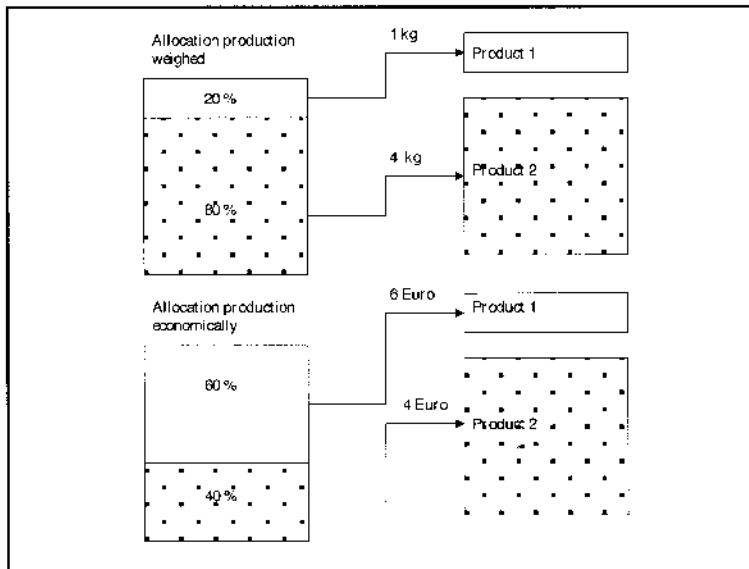 Allocation production
weighed
1 kg
Product 1
20 %
4 kg
Product 2
80 %
Allocation production
economically
6 Euro
Product 1
60 %
4 Euro
Product 2
40 %